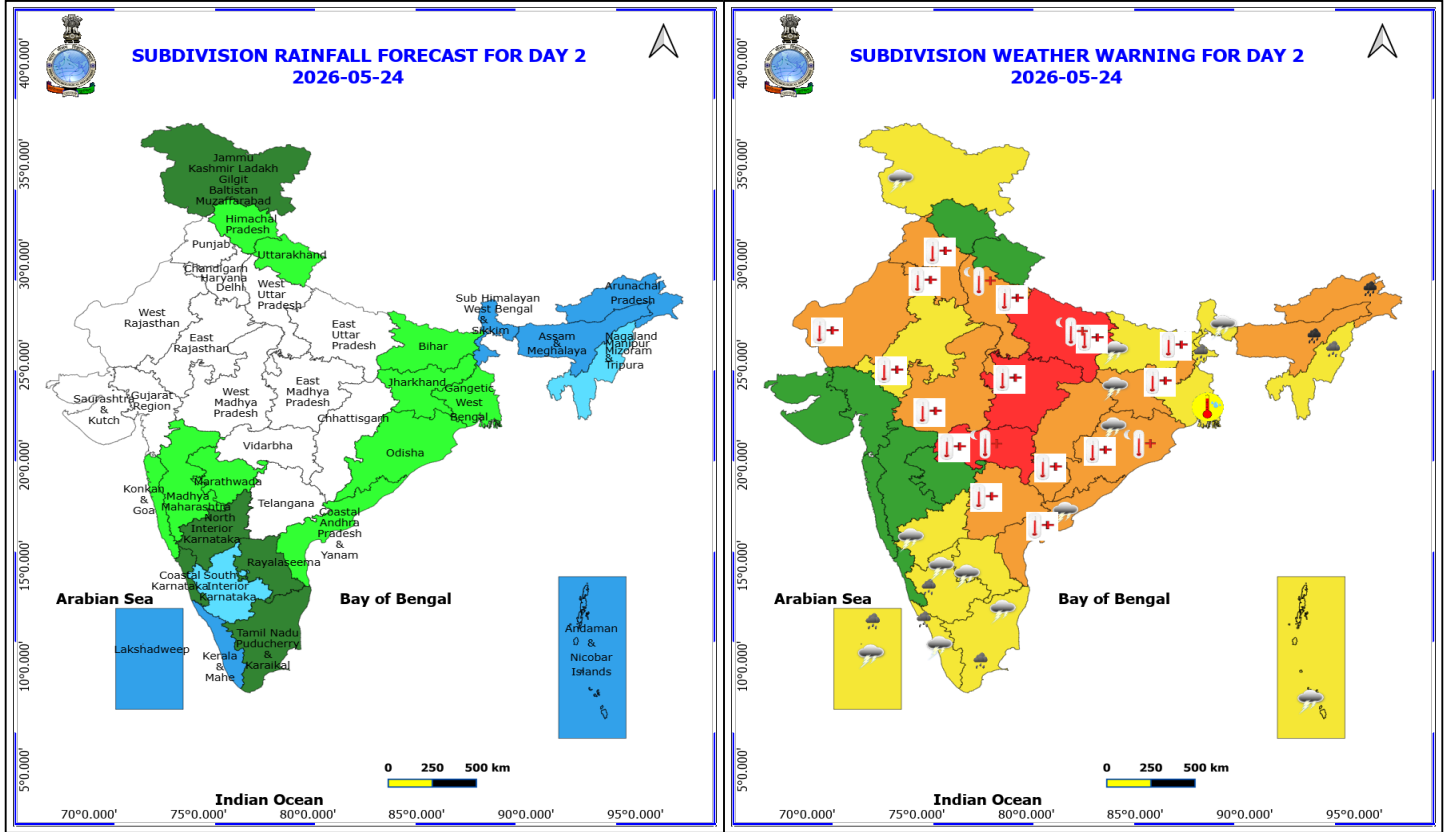 SUBDIVISION RAINFALL FORECAST FOR DAY 2
2026-05-24
40°0.000'
35°0.000'
30°0.000'
25°0.000'
20°0.000'
15°0.000'
10°0.000'
5°0.000'
Jammu
Kashmir Ladakh
Gilgit
Baltistan
Muzaffarabad
Himachal
Pradesh
Punjab
Uttarakhand
Chandigarh
Haryana
Delhi
West
Uttar
Pradesh
West
Rajasthan
East
Rajasthan
East
Uttar
Pradesh
Sub Himalayan
West Bengal
&
Sikkim
Arunachal
Pradesh
Assam
&
Meghalaya
Nagaland
Manipur
Mizoram
&
Tripura
Bihar
Jharkhand
Gangetic
West
Bengal
Saurashtra
&
Kutch
Gujarat
Region
West
Madhya
Pradesh
East
Madhya
Pradesh
Chhattisgarh
Vidarbha
Odisha
Konkan
&
Goa
Madhya
Maharashtra
Marathwada
Telangana
North
Interior
Karnataka
Coastal
Andhra
Pradesh
&
Yanam
Rayalaseema
Coastal
Karnataka
South
Interior
Karnataka
Arabian Sea
Bay of Bengal
Lakshadweep
Kerala
&
Mahe
Tamil Nadu
Puducherry
&
Karaikal
Andaman
&
Nicobar
Islands
0 250 500 km
Indian Ocean
70°0.000' 75°0.000' 80°0.000' 85°0.000' 90°0.000' 95°0.000'
SUBDIVISION WEATHER WARNING FOR DAY 2
2026-05-24
40°0.000'
35°0.000'
30°0.000'
25°0.000'
20°0.000'
15°0.000'
10°0.000'
5°0.000'
Arabian Sea
Bay of Bengal
0 250 500 km
Indian Ocean
70°0.000' 75°0.000' 80°0.000' 85°0.000' 90°0.000' 95°0.000'